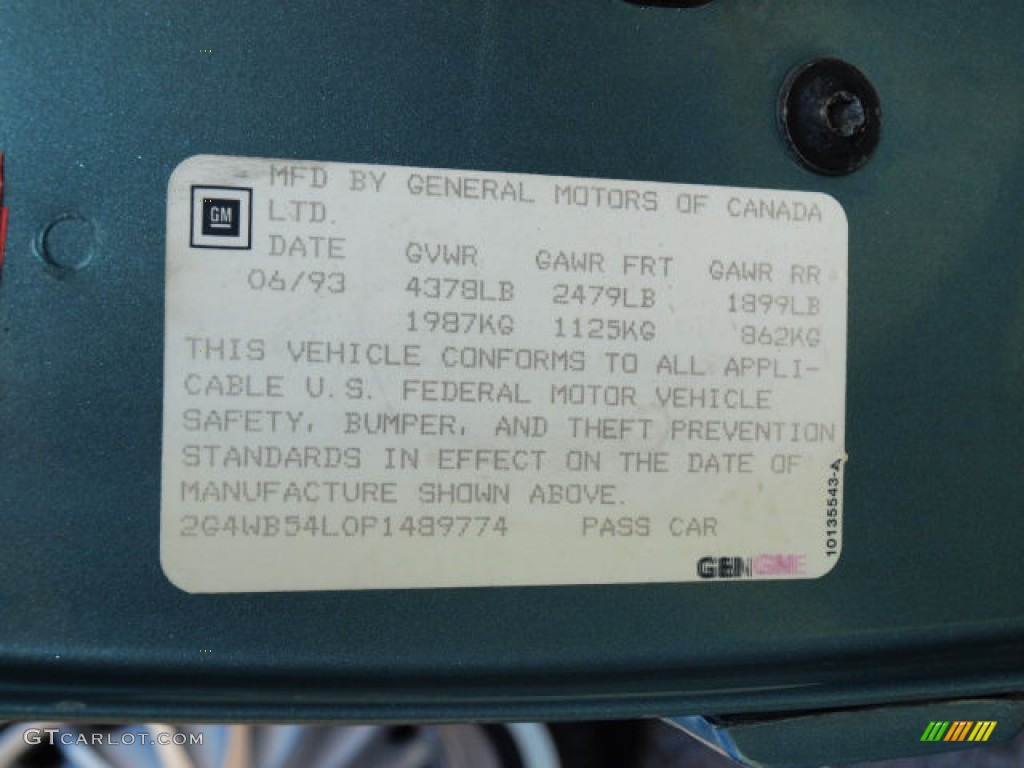 MFD BY GENERAL MOTORS OF CANADA
LTD.
GM
DATE GVWR GAWR FRT GAWR RR
06/93 4378LB 2479LB 1899LB
1987KG 1125KG 862KG
THIS VEHICLE CONFORMS TO ALL APPLI-
CABLE U.S. FEDERAL MOTOR VEHICLE
SAFETY, BUMPER, AND THEFT PREVENTION
STANDARDS IN EFFECT ON THE DATE OF
MANUFACTURE SHOWN ABOVE.
2G4WB54L0P1489774 PASS CAR
10135543-A
GTCARLOT.COM